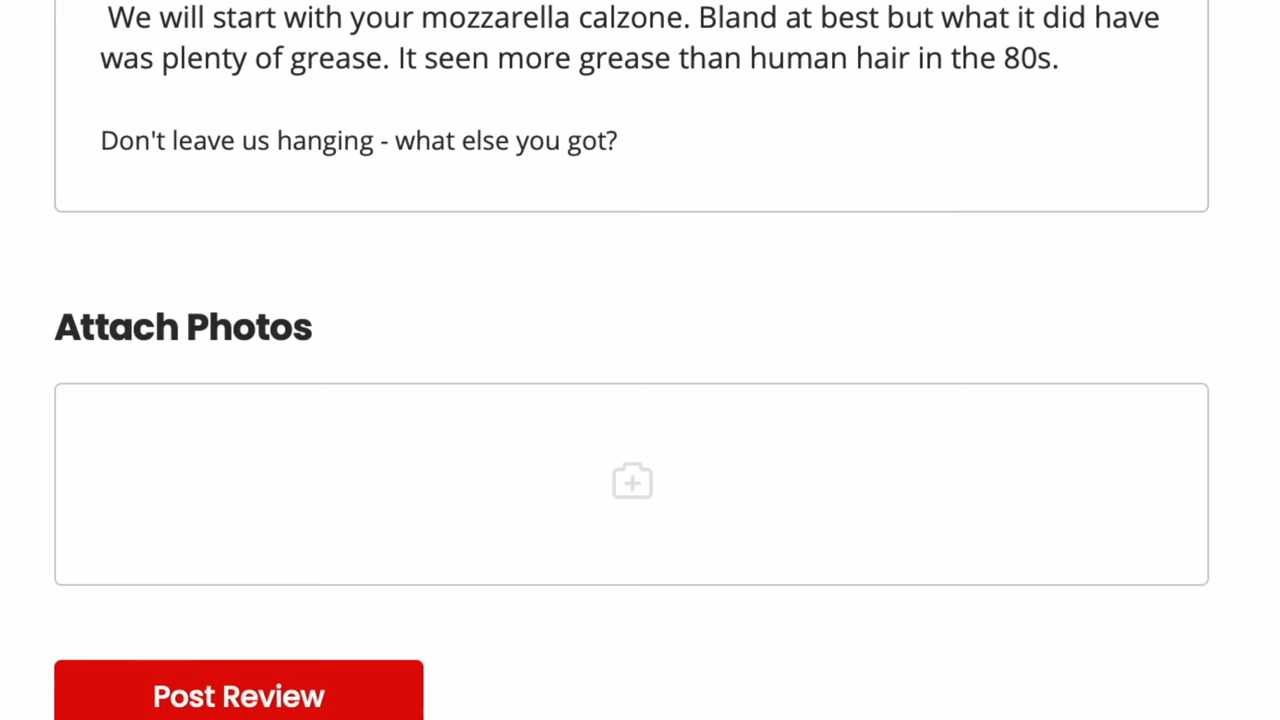 We will start with your mozzarella calzone. Bland at best but what it did have
was plenty of grease. It seen more grease than human hair in the 80s.
Don't leave us hanging - what else you got?
Attach Photos
Post Review